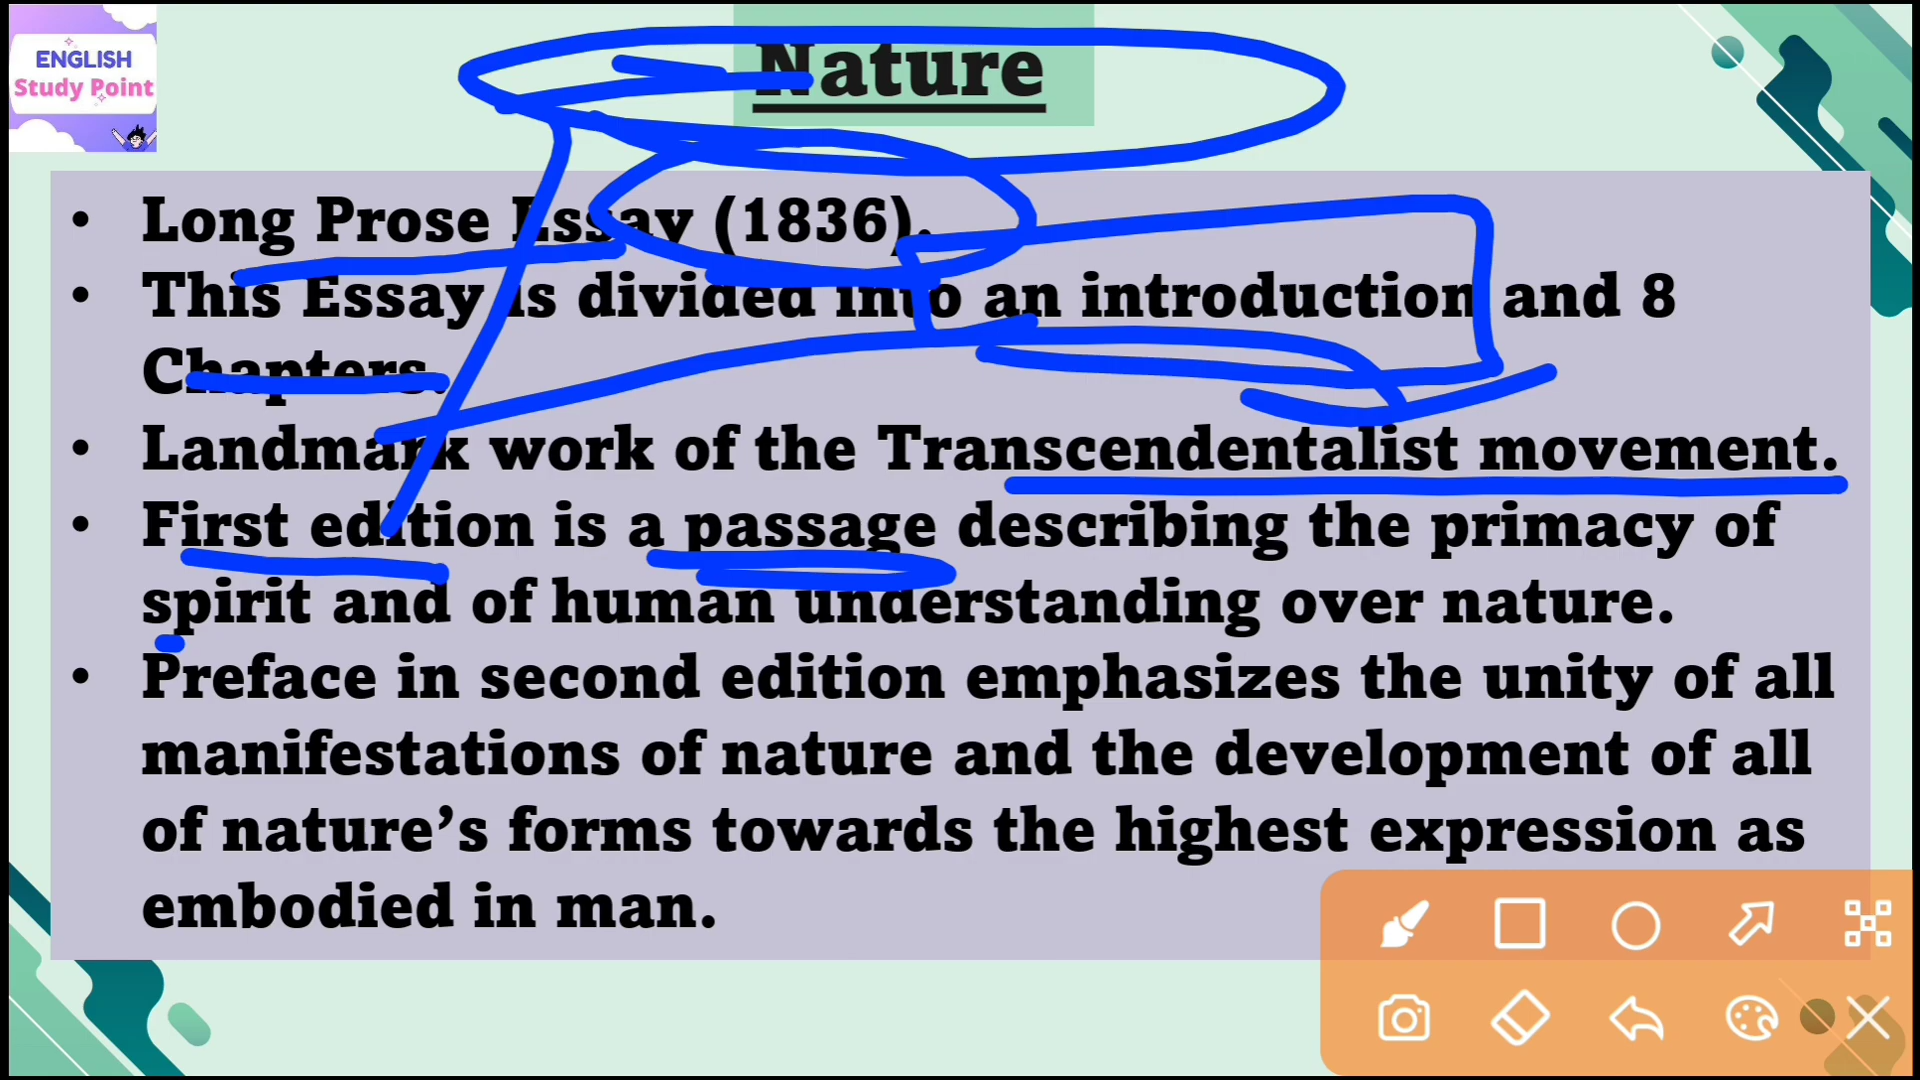 ENGLISH
Study Point
Nature
• Long Prose Essay (1836).
• This Essay is divided into an introduction and 8
Chapters.
• Landmark work of the Transcendentalist movement.
• First edition is a passage describing the primacy of
spirit and of human understanding over nature.
• Preface in second edition emphasizes the unity of all
manifestations of nature and the development of all
of nature’s forms towards the highest expression as
embodied in man.